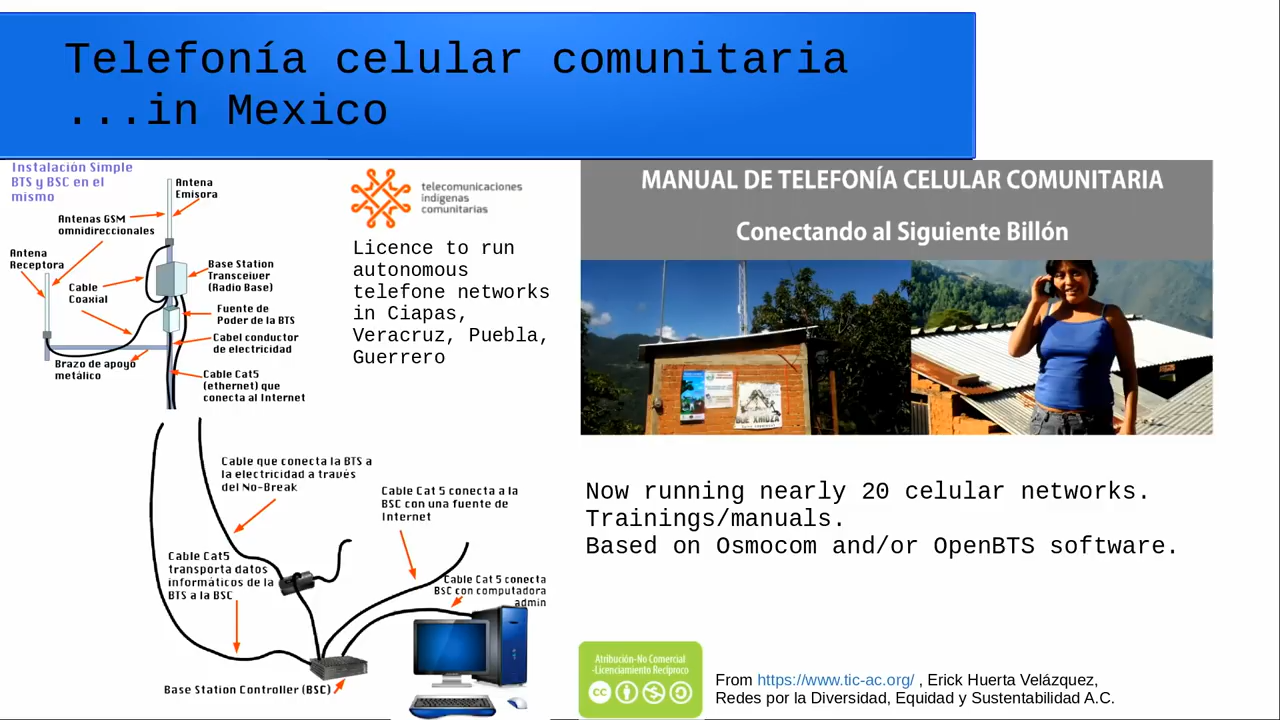 Telefonía celular comunitaria
...in Mexico
Instalación Simple
BTS y BSC en el
mismo
Antena
Emisora
Antenas GSM
omnidireccionales
Antena
Receptora
Cable
Coaxial
Base Station
Transceiver
(Radio Base)
Fuente de
Poder de la BTS
Cabel conductor
de electricidad
Brazo de apoyo
metálico
Cable Cat5
(ethernet) que
conecta al Internet
Cable que conecta la BTS a
la electricidad a través
del No-Break
Cable Cat 5 conecta a la
BSC con una fuente de
Internet
Cable Cat5
transporta datos
informáticos de la
BTS a la BSC
Cable Cat 5 conecta
BSC con computadora
admin
Base Station Controller (BSC)
telecomunicaciones
indígenas
comunitarias
Licence to run
autonomous
telefone networks
in Ciapas,
Veracruz, Puebla,
Guerrero
MANUAL DE TELEFONÍA CELULAR COMUNITARIA
Conectando al Siguiente Billón
Now running nearly 20 celular networks.
Trainings/manuals.
Based on Osmocom and/or OpenBTS software.
Atribución-No Comercial
-Licenciamiento Recíproco
cc
From https://www.tic-ac.org/ , Erick Huerta Velázquez,
Redes por la Diversidad, Equidad y Sustentabilidad A.C.